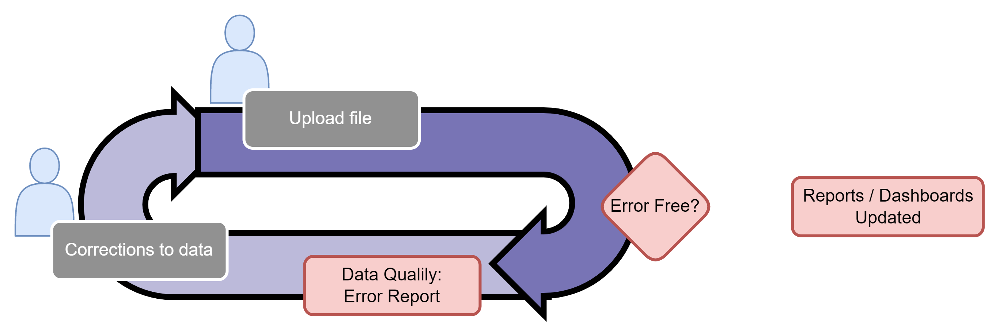 Upload file
Error Free?
Reports / Dashboards
Updated
Corrections to data
Data Qualily:
Error Report